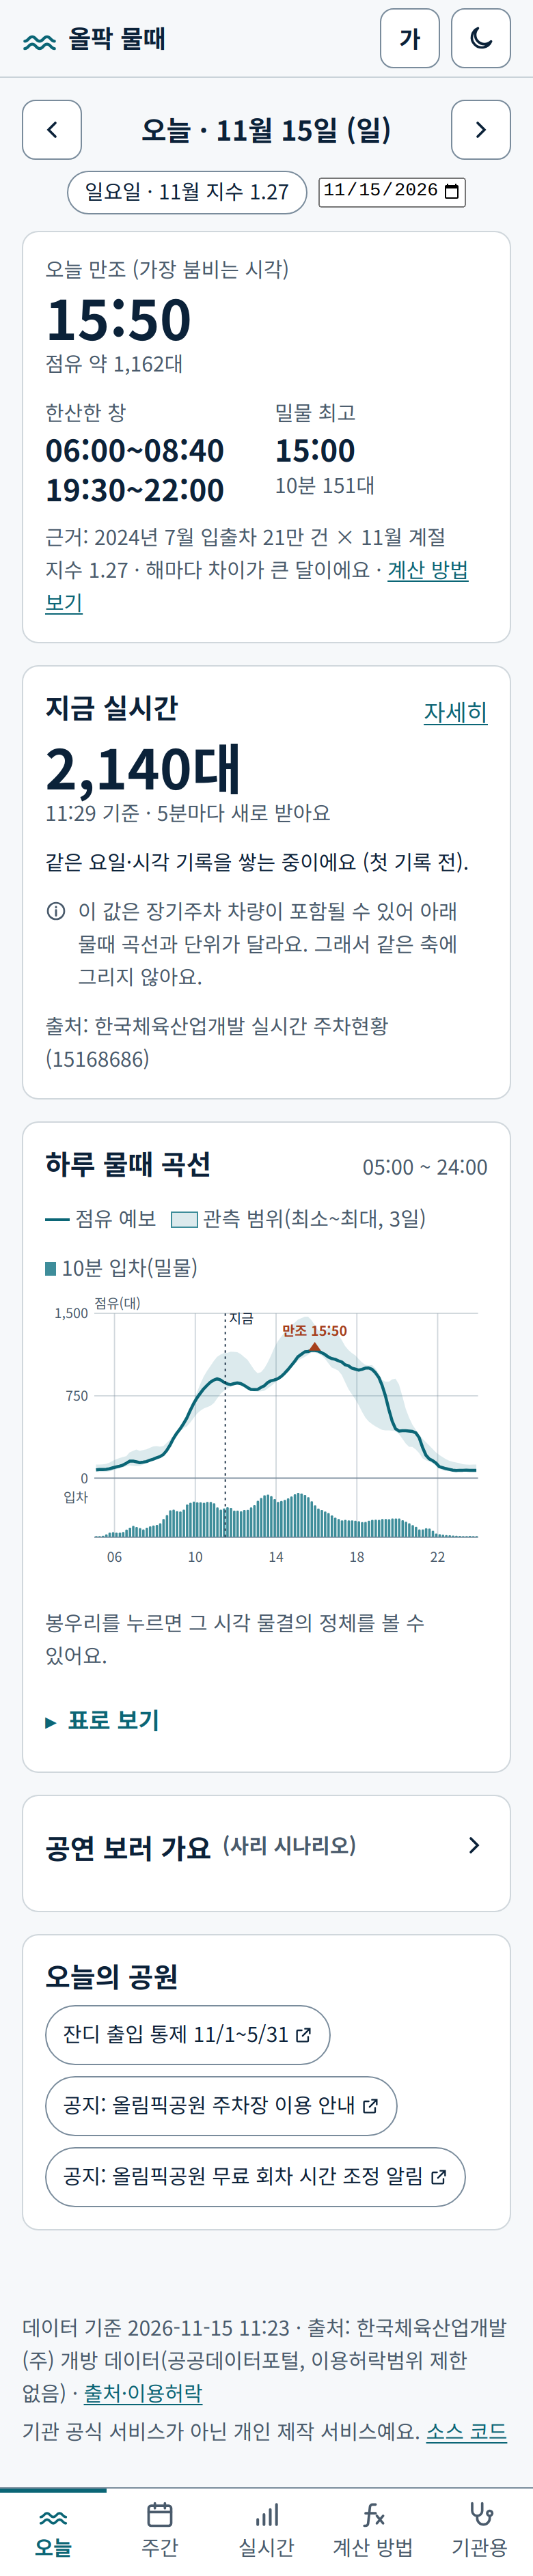 올팍 물때
가
오늘 · 11월 15일 (일)
일요일 · 11월 지수 1.27
11/15/2026
오늘 만조 (가장 붐비는 시각)
15:50
점유 약 1,162대
한산한 창
06:00~08:40
19:30~22:00
밀물 최고
15:00
10분 151대
근거: 2024년 7월 입출차 21만 건 × 11월 계절
지수 1.27 · 해마다 차이가 큰 달이에요 · 계산 방법
보기
지금 실시간
자세히
2,140대
11:29 기준 · 5분마다 새로 받아요
같은 요일·시각 기록을 쌓는 중이에요 (첫 기록 전).
이 값은 장기주차 차량이 포함될 수 있어 아래
물때 곡선과 단위가 달라요. 그래서 같은 축에
그리지 않아요.
출처: 한국체육산업개발 실시간 주차현황
(15168686)
하루 물때 곡선
05:00 ~ 24:00
점유 예보 관측 범위(최소~최대, 3일)
10분 입차(밀물)
점유(대)
1,500
지금
만조 15:50
750
0
입차
06 10 14 18 22
봉우리를 누르면 그 시각 물결의 정체를 볼 수
있어요.
▸ 표로 보기
공연 보러 가요 (사리 시나리오)
오늘의 공원
잔디 출입 통제 11/1~5/31
공지: 올림픽공원 주차장 이용 안내
공지: 올림픽공원 무료 회차 시간 조정 알림
데이터 기준 2026-11-15 11:23 · 출처: 한국체육산업개발
(주) 개방 데이터(공공데이터포털, 이용허락범위 제한
없음) · 출처·이용허락
기관 공식 서비스가 아닌 개인 제작 서비스예요. 소스 코드
오늘
주간
실시간
계산 방법
기관용